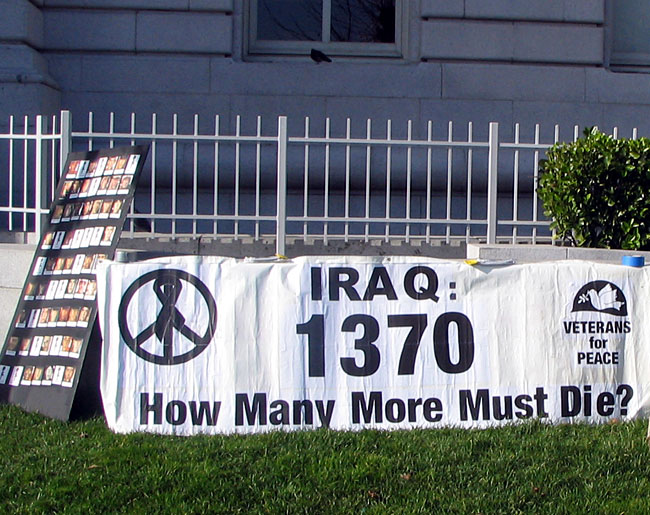 IRAQ:
1370
How Many More Must Die?
VETERANS
for
PEACE